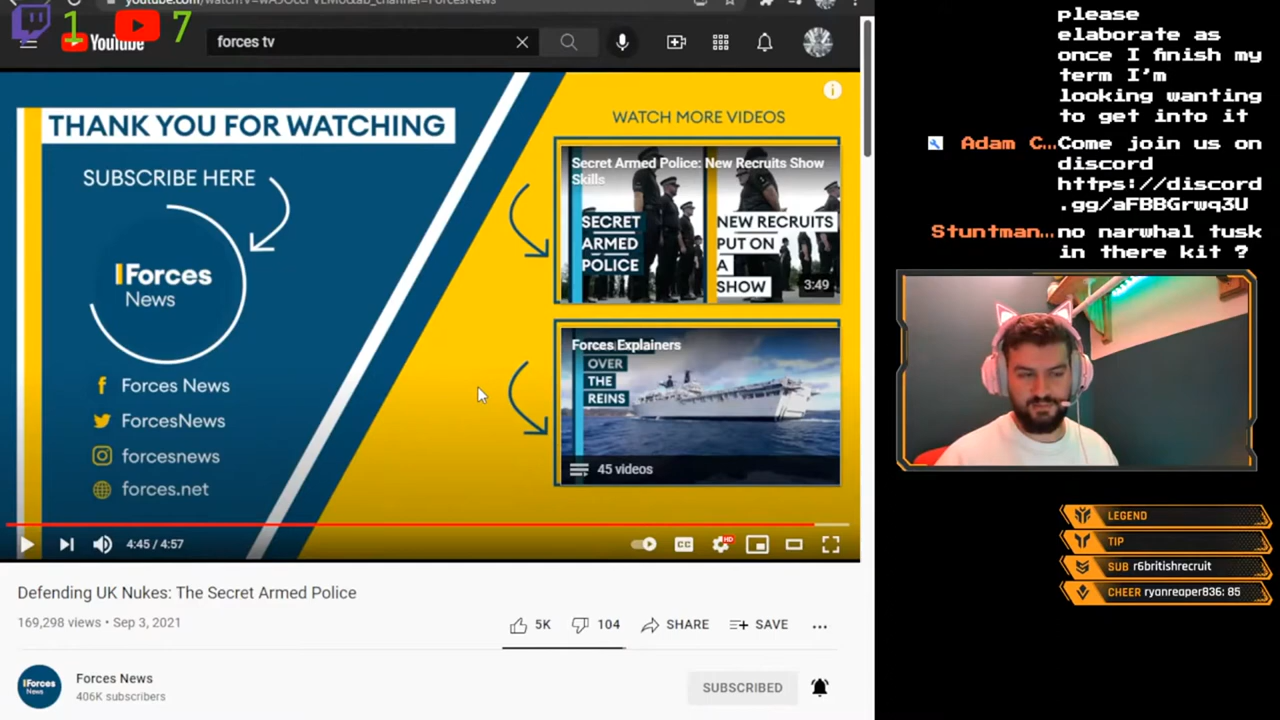 1 7
YouTube
forces tv
THANK YOU FOR WATCHING
SUBSCRIBE HERE
Forces
News
Forces News
ForcesNews
forcesnews
forces.net
WATCH MORE VIDEOS
Secret Armed Police: New Recruits Show
Skills
SECRET
ARMED
POLICE
NEW RECRUITS
PUT ON
A
SHOW
3:49
Forces Explainers
OVER
THE
REINS
45 videos
4:45 / 4:57
CC
HD
Defending UK Nukes: The Secret Armed Police
169,298 views • Sep 3, 2021
5K
104
SHARE
SAVE
Forces
News
Forces News
406K subscribers
SUBSCRIBED
please
elaborate as
once I finish my
term I'm
looking wanting
to get into it
Adam C... Come join us on
discord
https://discord
.gg/aFBBGrwq3U
Stuntman... no narwhal tusk
in there kit ?
LEGEND
TIP
SUB r6britishrecruit
CHEER ryanreaper836: 85